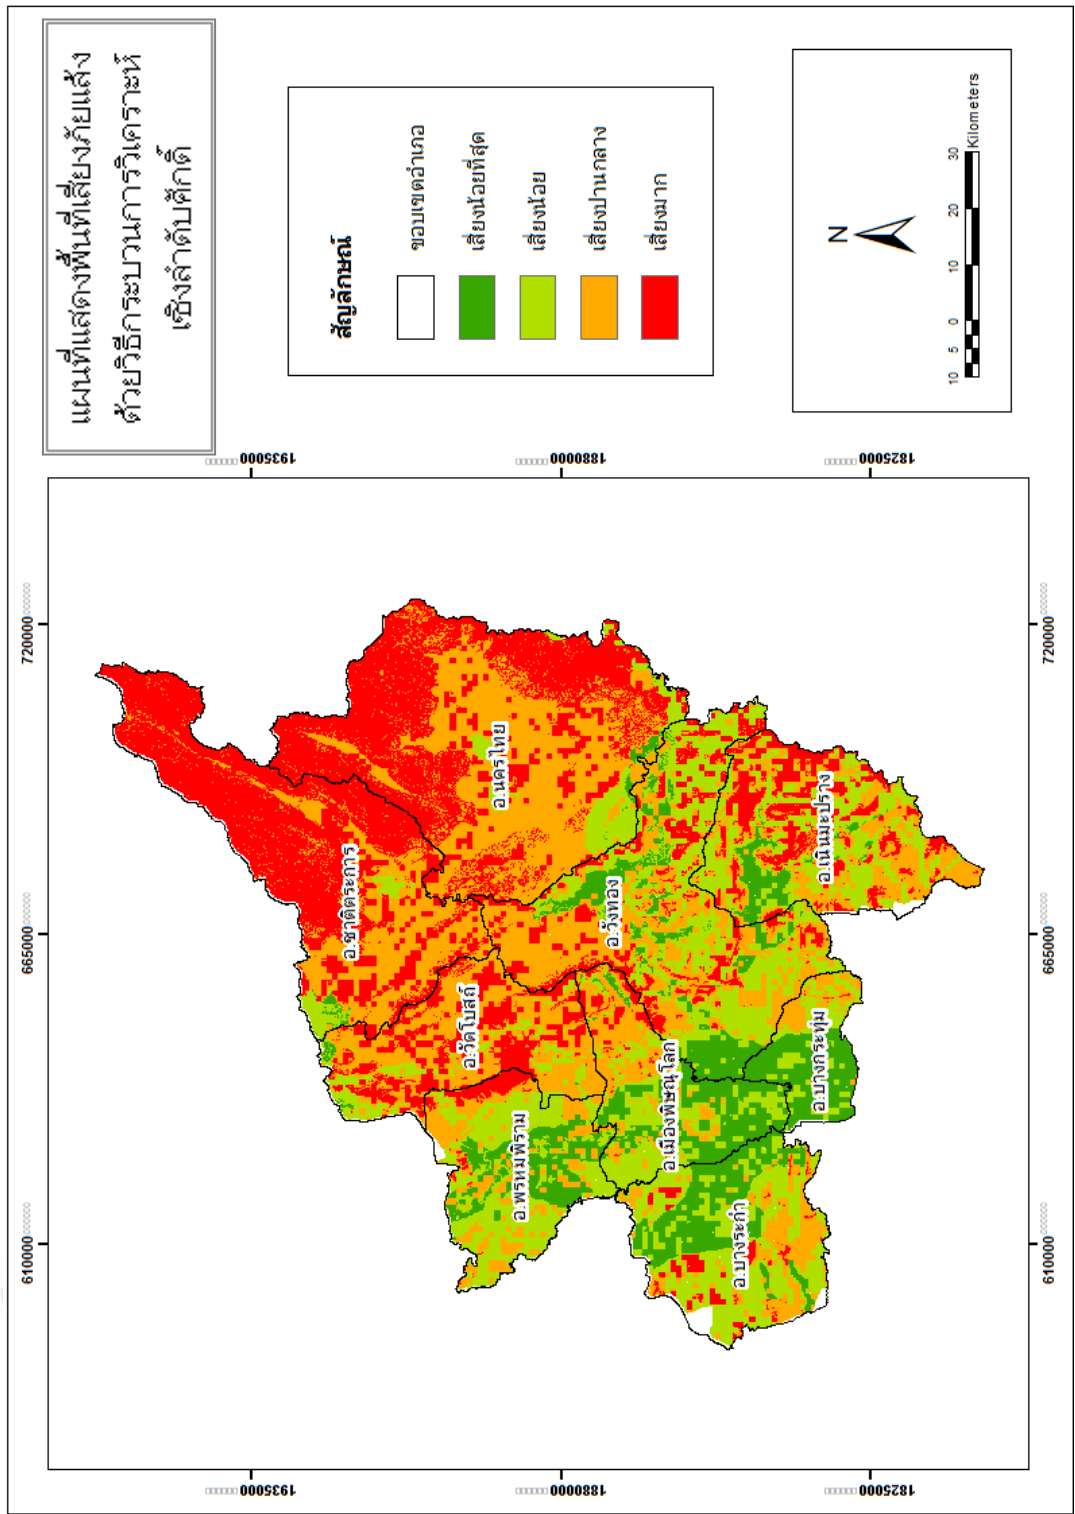 แผนที่แสดงพื้นที่เสี่ยงภัยแล้ง
ด้วยวิธีกระบวนการวิเคราะห์
เชิงลำดับศักดิ์
สัญลักษณ์
ขอบเขตอำเภอ
เสี่ยงน้อยที่สุด
เสี่ยงน้อย
เสี่ยงปานกลาง
เสี่ยงมาก
N
10 5 0 10 20 30
Kilometers
610000
665000
720000
1935000
1880000
1825000
อ.ชาติตระการ
อ.นครไทย
อ.วัดโบสถ์
อ.พรหมพิราม
อ.วังทอง
อ.เมืองพิษณุโลก
อ.เนินมะปราง
อ.บางกระทุ่ม
อ.บางระกำ
1935000
1880000
1825000
610000
665000
720000